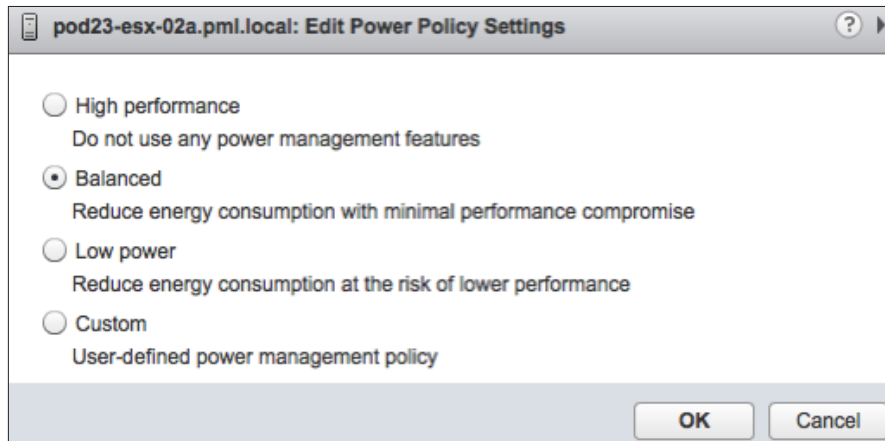 pod23-esx-02a.pml.local: Edit Power Policy Settings ?
High performance
Do not use any power management features
Balanced
Reduce energy consumption with minimal performance compromise
Low power
Reduce energy consumption at the risk of lower performance
Custom
User-defined power management policy
OK Cancel